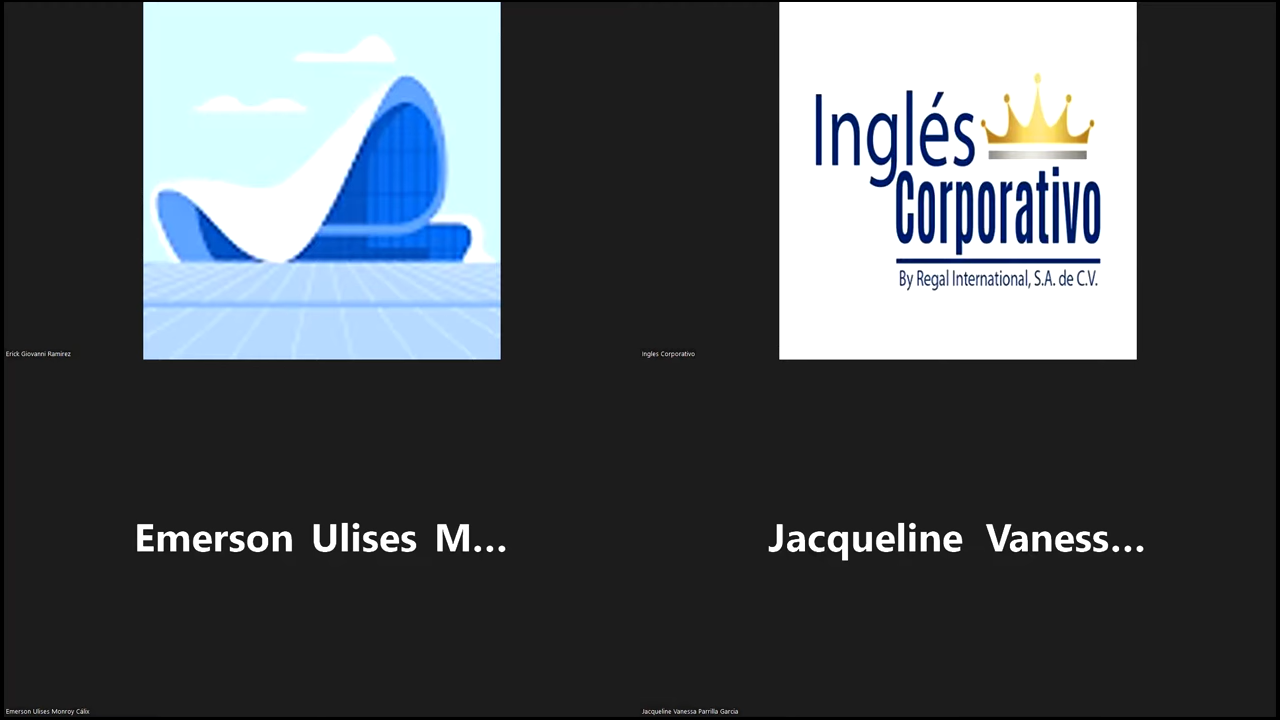 Inglés
Corporativo
By Regal International, S.A. de C.V.
Erick Giovanni Ramirez
Ingles Corporativo
Emerson Ulises M...
Jacqueline Vaness...
Emerson Ulises Monroy Cálix
Jacqueline Vanessa Parrilla Garcia